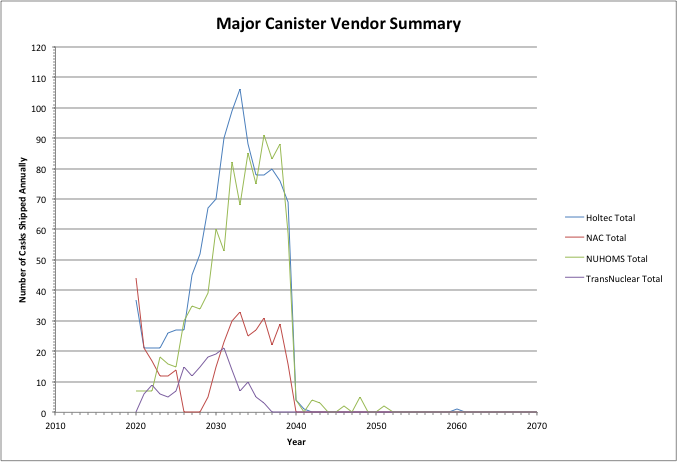 Major Canister Vendor Summary
120
110
100
90
80
70
60
50
40
30
20
10
0
Number of Casks Shipped Annually
2010
2020
2030
2040
2050
2060
2070
Year
Holtec Total
NAC Total
NUHOMS Total
TransNuclear Total